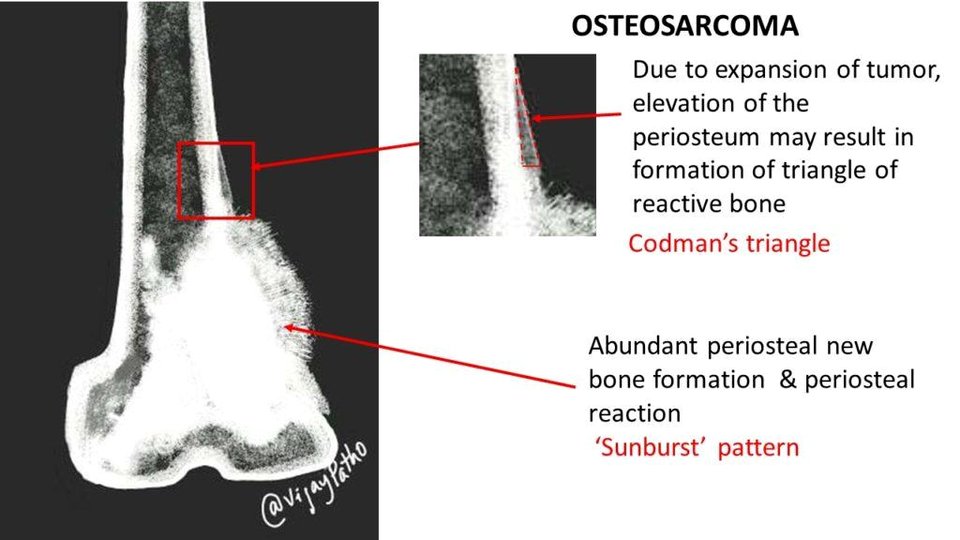 OSTEOSARCOMA
Due to expansion of tumor,
elevation of the
periosteum may result in
formation of triangle of
reactive bone
Codman’s triangle
Abundant periosteal new
bone formation & periosteal
reaction
‘Sunburst’ pattern
@VijayPatho